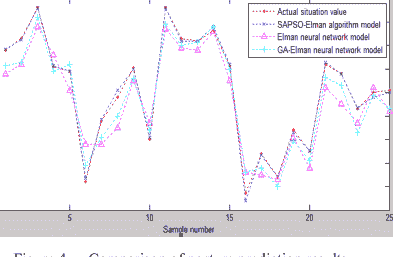 Actual situation value
SAPSO-Elman algorithm model
Elman neural network model
GA-Elman neural network model
5 10 15 20 25
Sample number